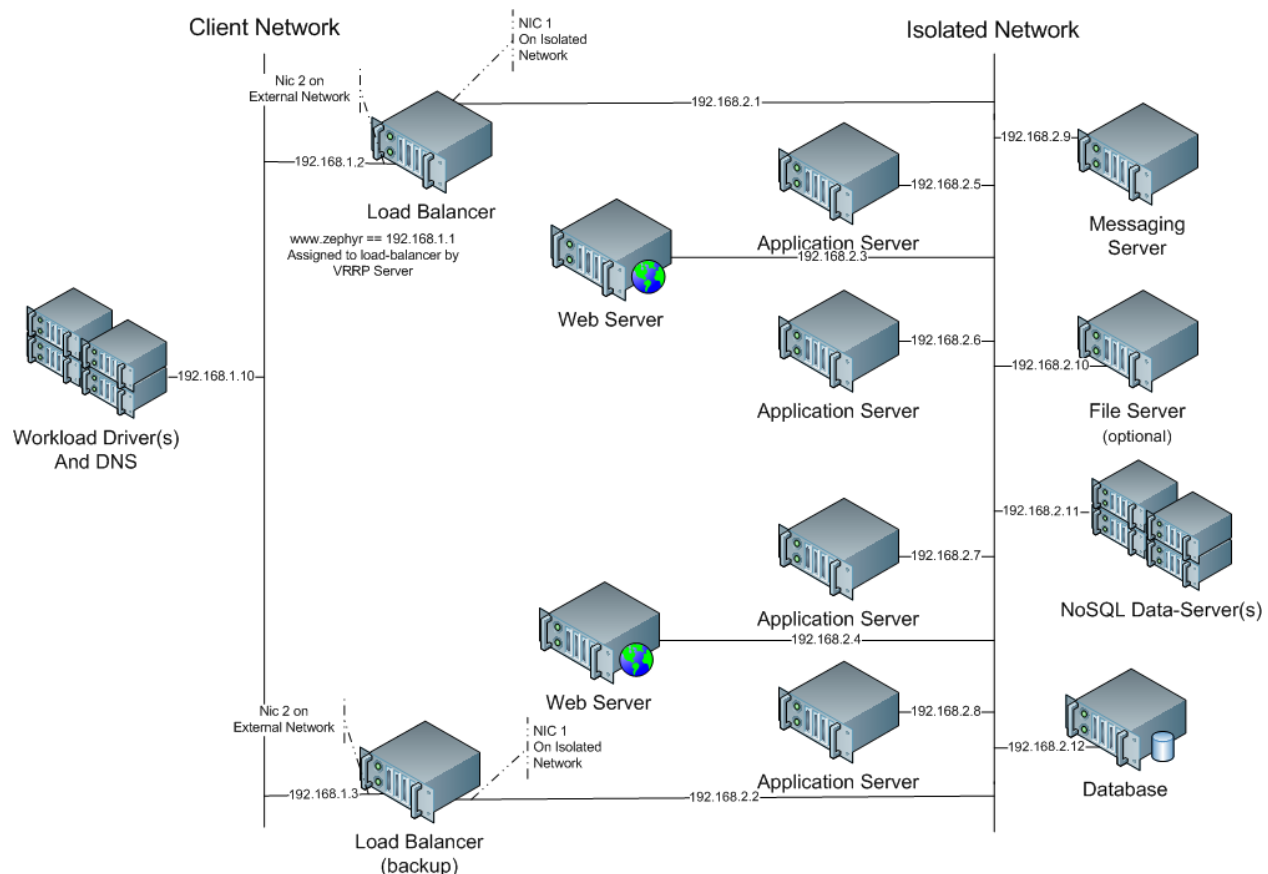 Client Network
Isolated Network
NIC 1
On Isolated
Network
Nic 2 on
External Network
192.168.2.1
192.168.1.2
Load Balancer
www.zephyr == 192.168.1.1
Assigned to load-balancer by
VRRP Server
192.168.2.9
Messaging
Server
192.168.2.5
Application Server
192.168.2.3
Web Server
192.168.2.6
Application Server
192.168.2.10
File Server
(optional)
192.168.1.10
Workload Driver(s)
And DNS
192.168.2.11
NoSQL Data-Server(s)
192.168.2.7
Application Server
192.168.2.4
Web Server
192.168.2.8
Application Server
192.168.2.12
Database
Nic 2 on
External Network
NIC 1
On Isolated
Network
192.168.1.3
192.168.2.2
Load Balancer
(backup)